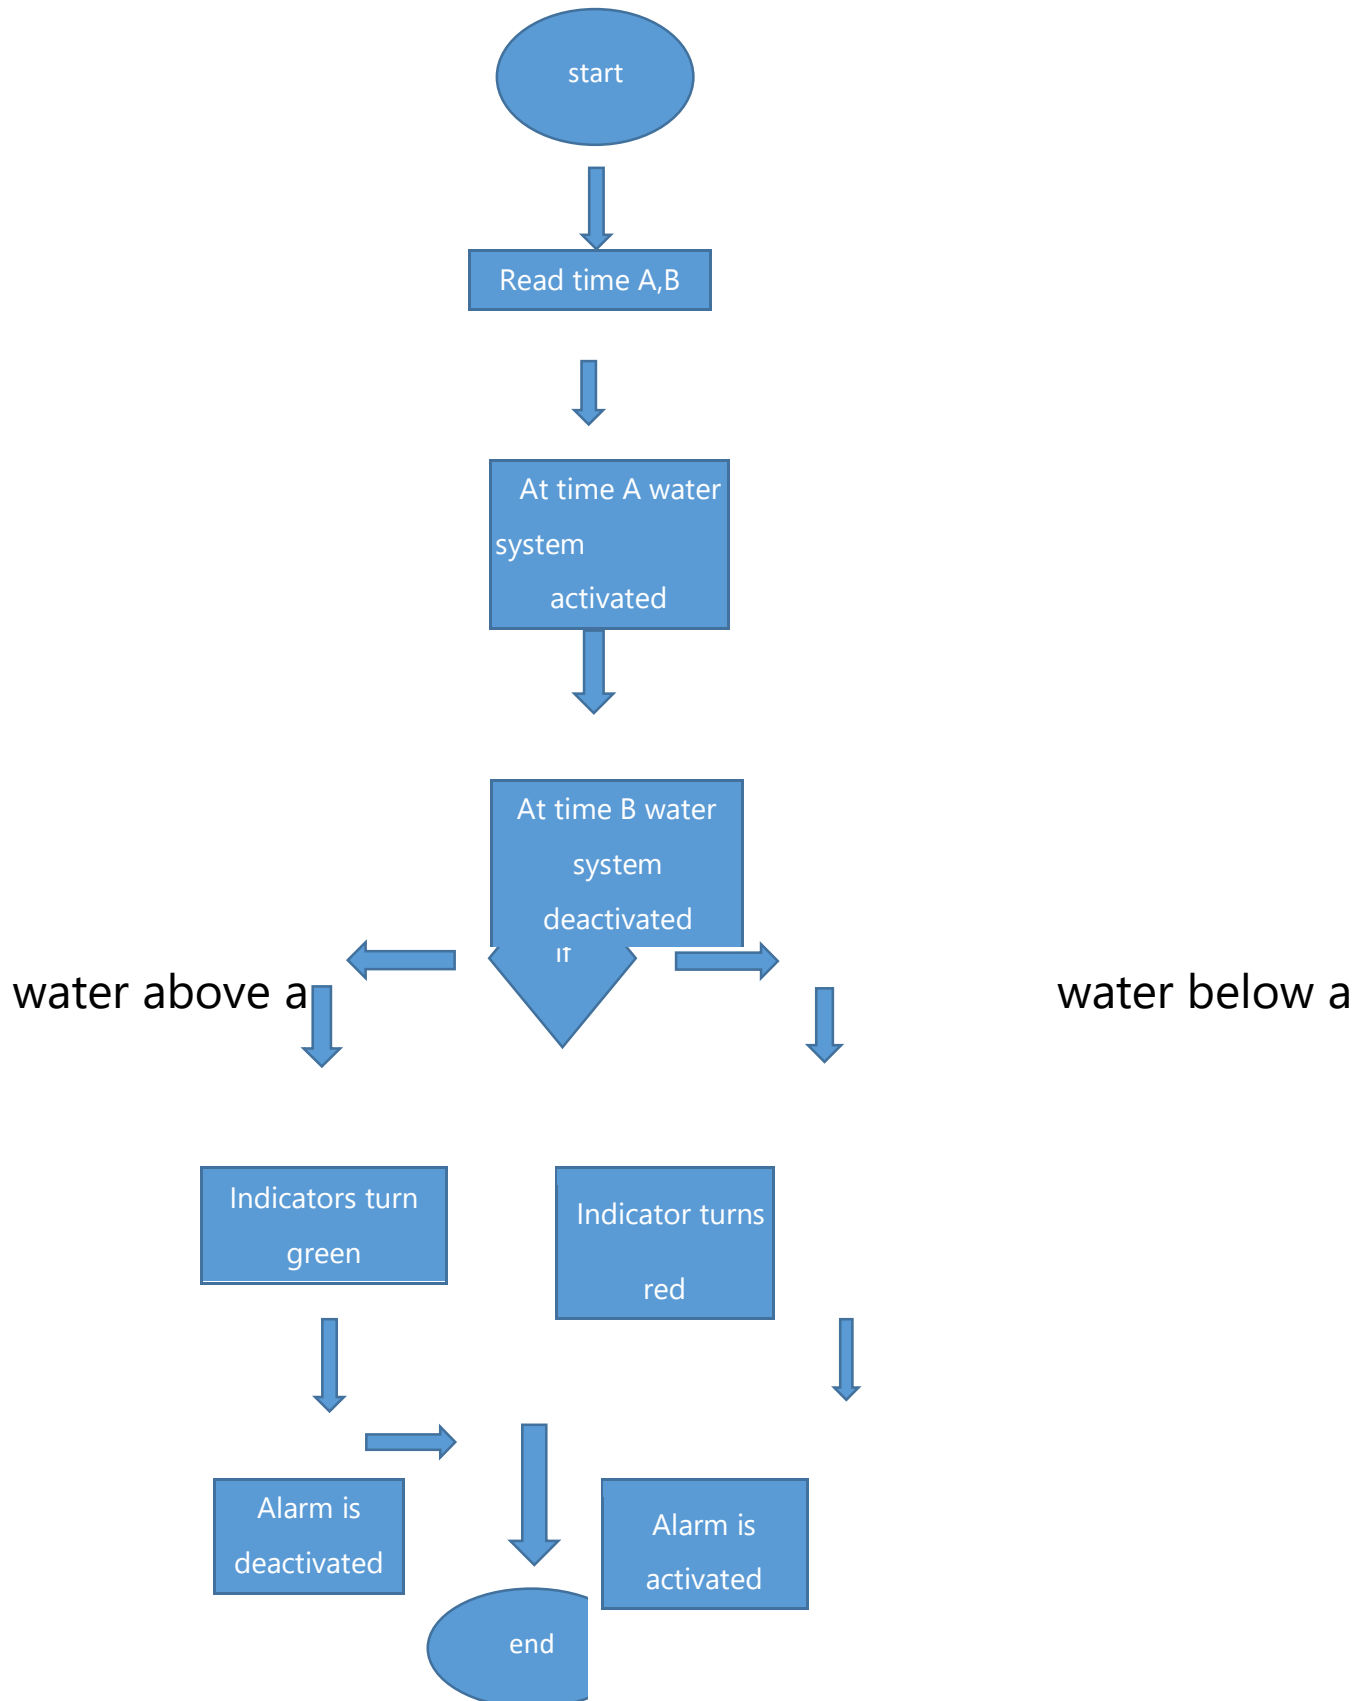 start
Read time A,B
At time A water
system
activated
At time B water
system
deactivated
if
water above a
water below a
Indicators turn
green
Indicator turns
red
Alarm is
deactivated
Alarm is
activated
end